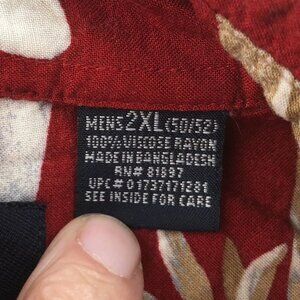 MENS 2XL (50/52)
100% VISCOSE RAYON
MADE IN BANGLADESH
RN# 81897
UPC# 01737171281
SEE INSIDE FOR CARE